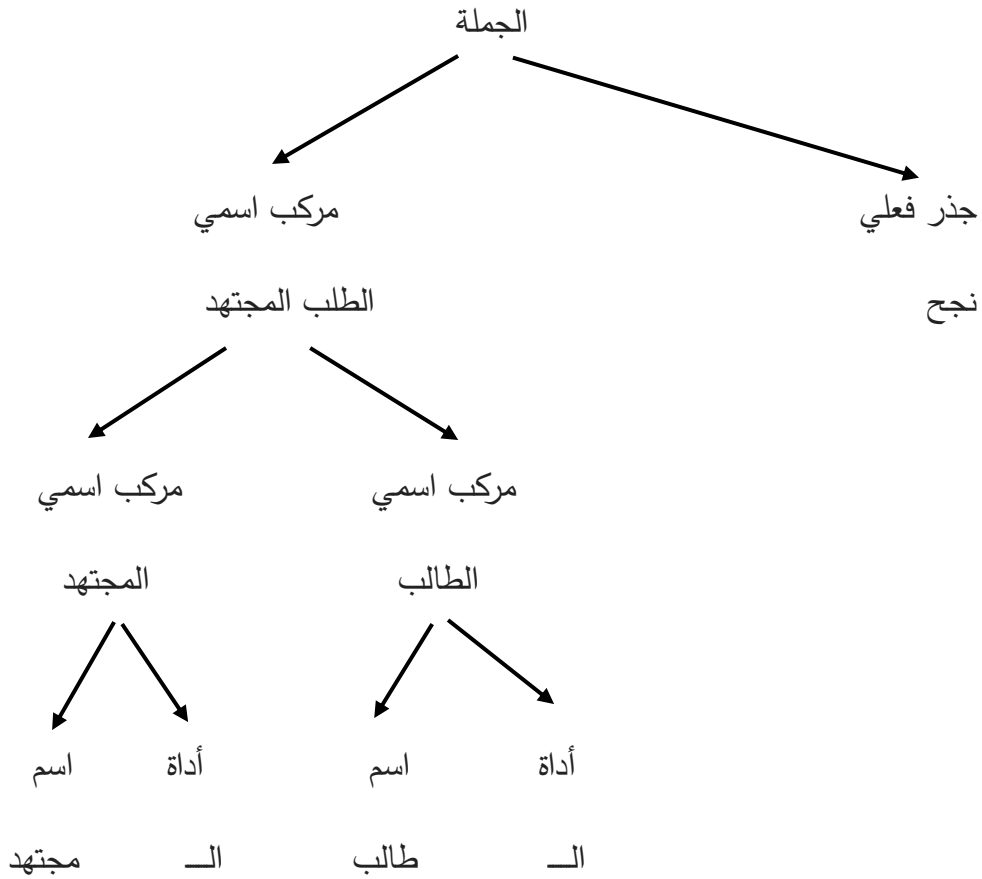 الجملة
جذر فعلي مركب اسمي
نجح الطلب المجتهد
مركب اسمي مركب اسمي
الطالب المجتهد
أداة اسم أداة اسم
الـــ طالب الـــ مجتهد